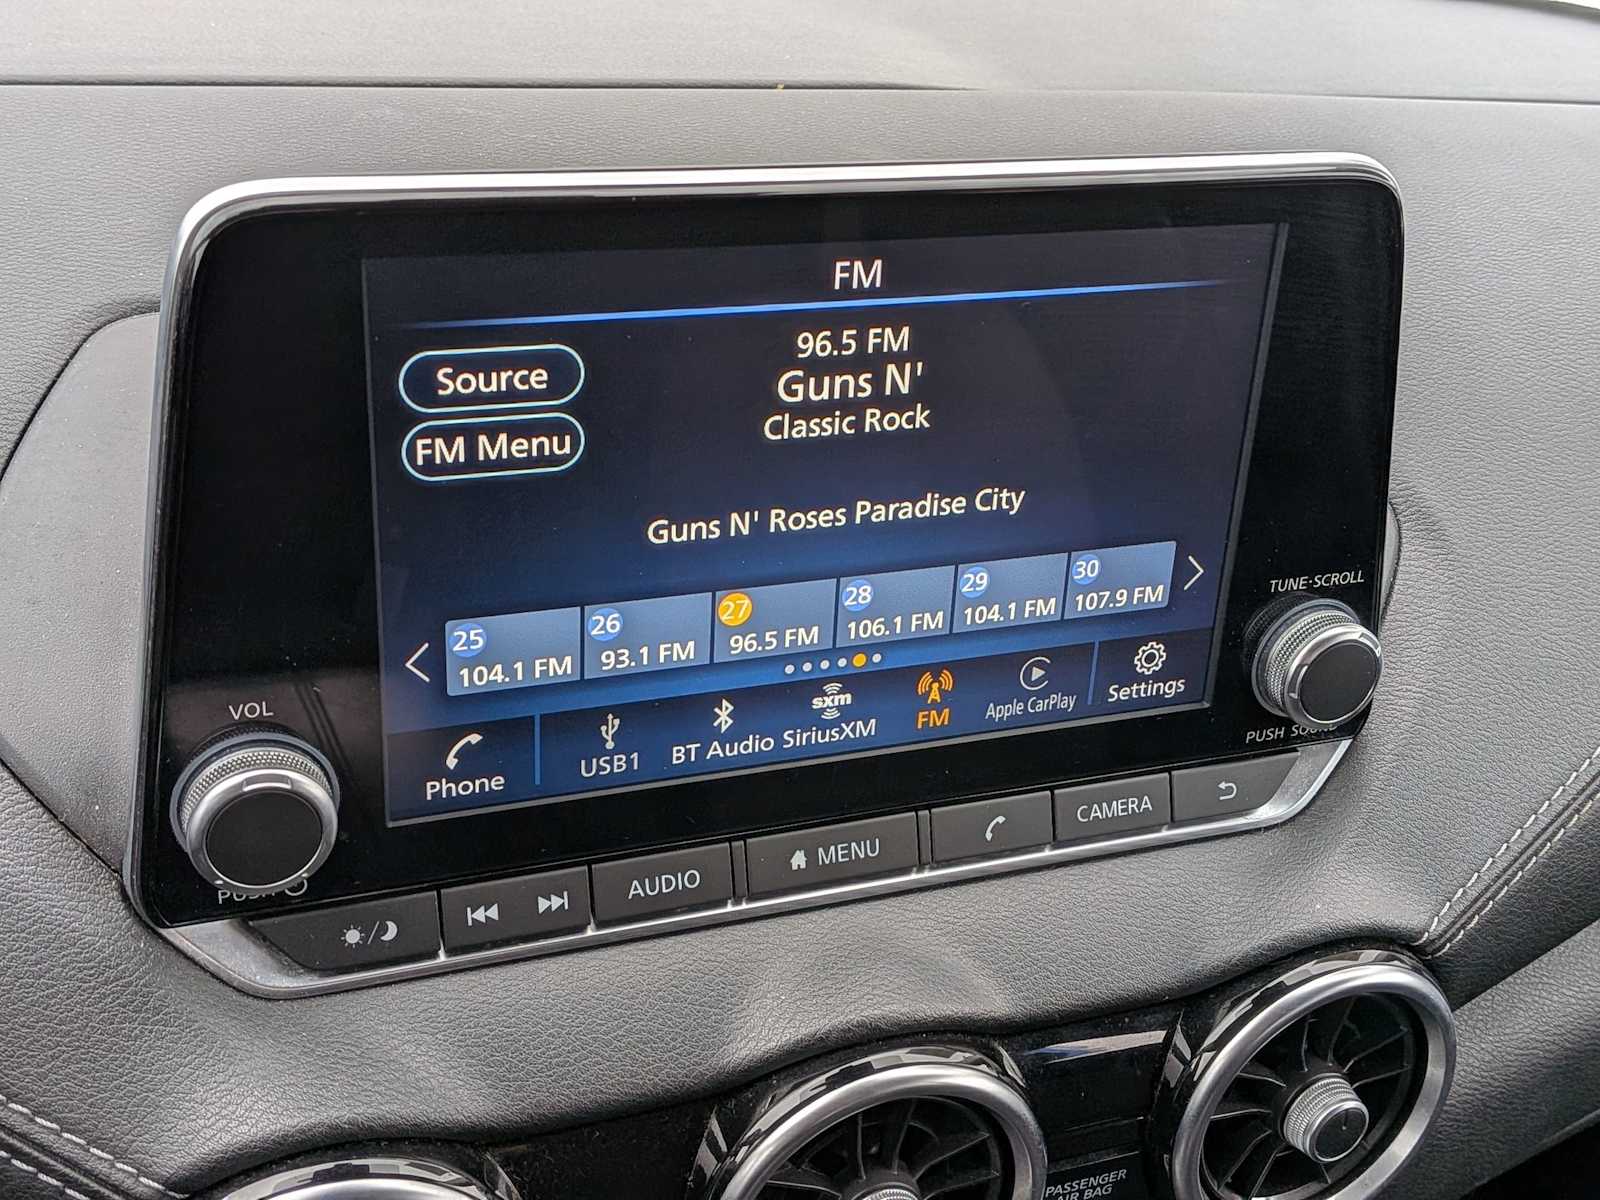 FM
96.5 FM
Guns N'
Classic Rock
Source
FM Menu
Guns N' Roses Paradise City
25
104.1 FM
26
93.1 FM
27
96.5 FM
28
106.1 FM
29
104.1 FM
30
107.9 FM
Phone
USB1
BT Audio
sxm
SiriusXM
FM
Apple CarPlay
Settings
VOL
PUSH
TUNE·SCROLL
PUSH SOUND
AUDIO
MENU
CAMERA
PASSENGER
AIR BAG